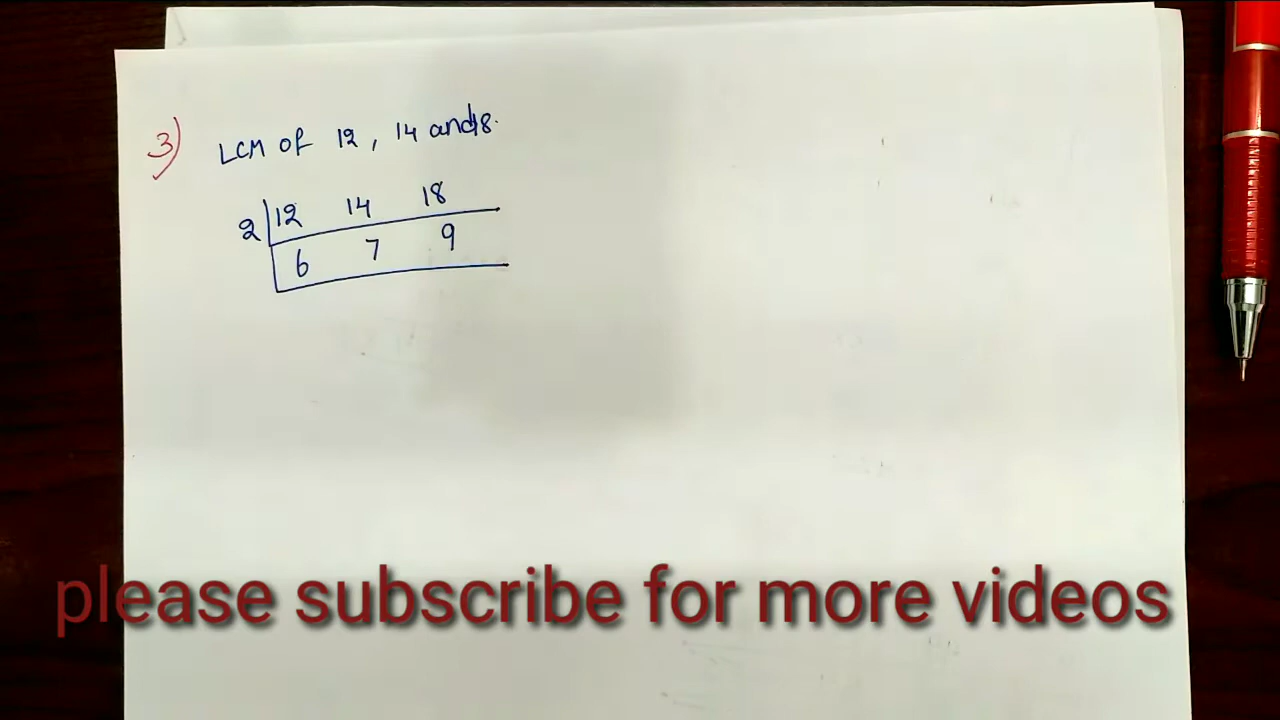 3) LCM of 12, 14 and 18.
2 12 14 18
6 7 9
please subscribe for more videos